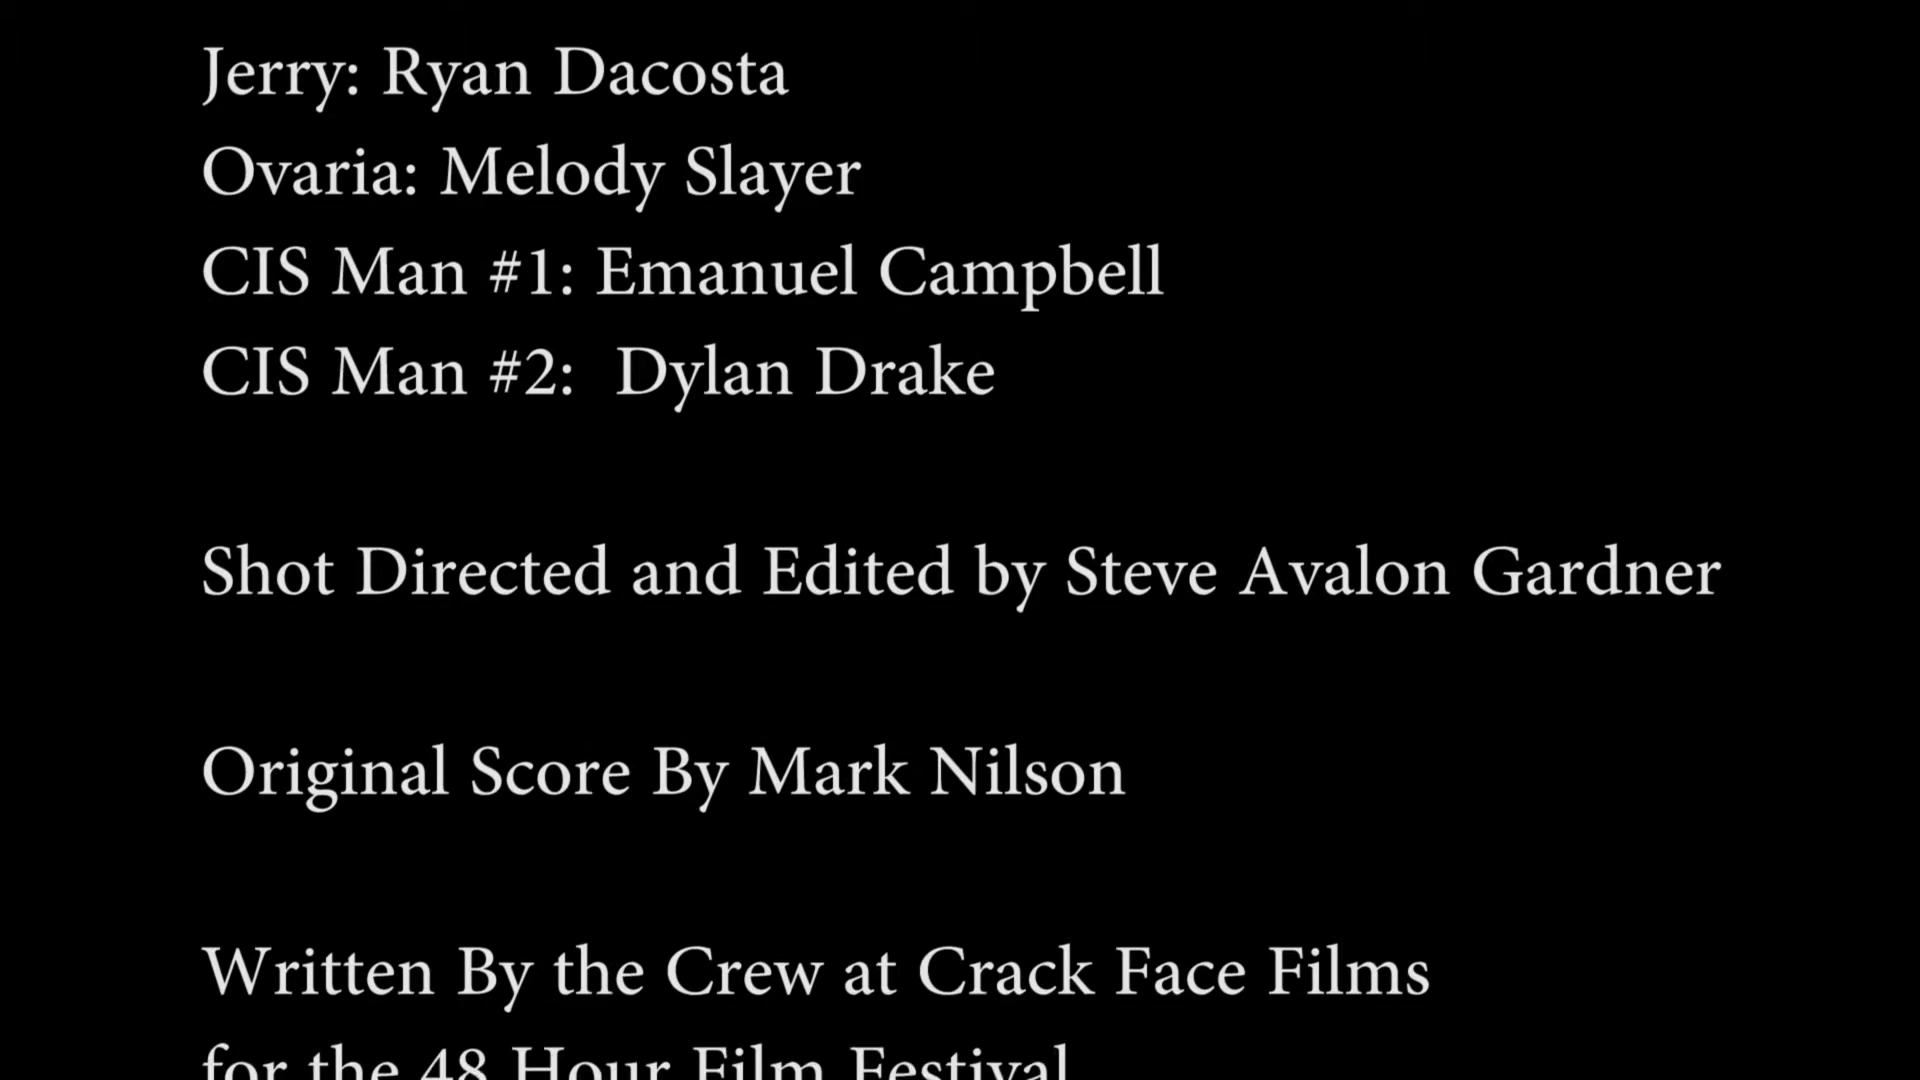 Jerry: Ryan Dacosta
Ovaria: Melody Slayer
CIS Man #1: Emanuel Campbell
CIS Man #2:  Dylan Drake
Shot Directed and Edited by Steve Avalon Gardner
Original Score By Mark Nilson
Written By the Crew at Crack Face Films
for the 48 Hour Film Festival